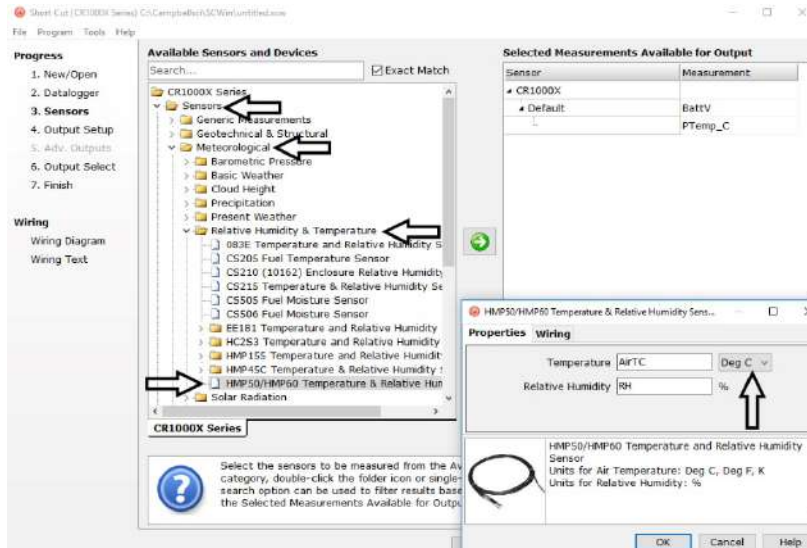 Short Cut (CR1000X Series) C:\Campbellsci\SCWin\untitled.scw
File Program Tools Help
Progress
1. New/Open
2. Datalogger
3. Sensors
4. Output Setup
5. Adv. Outputs
6. Output Select
7. Finish
Wiring
Wiring Diagram
Wiring Text
Available Sensors and Devices
Search...
Exact Match
CR1000X Series
Sensors
Generic Measurements
Geotechnical & Structural
Meteorological
Barometric Pressure
Basic Weather
Cloud Height
Precipitation
Present Weather
Relative Humidity & Temperature
083E Temperature and Relative Humidity S
CS205 Fuel Temperature Sensor
CS210 (10162) Enclosure Relative Humidity
CS215 Temperature & Relative Humidity Se
CS505 Fuel Moisture Sensor
CS506 Fuel Moisture Sensor
EE181 Temperature and Relative Humidity
HC2S3 Temperature and Relative Humidity
HMP155 Temperature and Relative Humidit
HMP45C Temperature & Relative Humidity
HMP50/HMP60 Temperature & Relative Hum
Solar Radiation
CR1000X Series
Select the sensors to be measured from the Av
category, double-click the folder icon or single-
search option can be used to filter results base
the Selected Measurements Available for Outpu
Selected Measurements Available for Output
Sensor Measurement
CR1000X
Default BattV
PTemp_C
HMP50/HMP60 Temperature & Relative Humidity Sens...
Properties Wiring
Temperature AirTC Deg C
Relative Humidity RH %
HMP50/HMP60 Temperature and Relative Humidity
Sensor
Units for Air Temperature: Deg C, Deg F, K
Units for Relative Humidity: %
OK Cancel Help